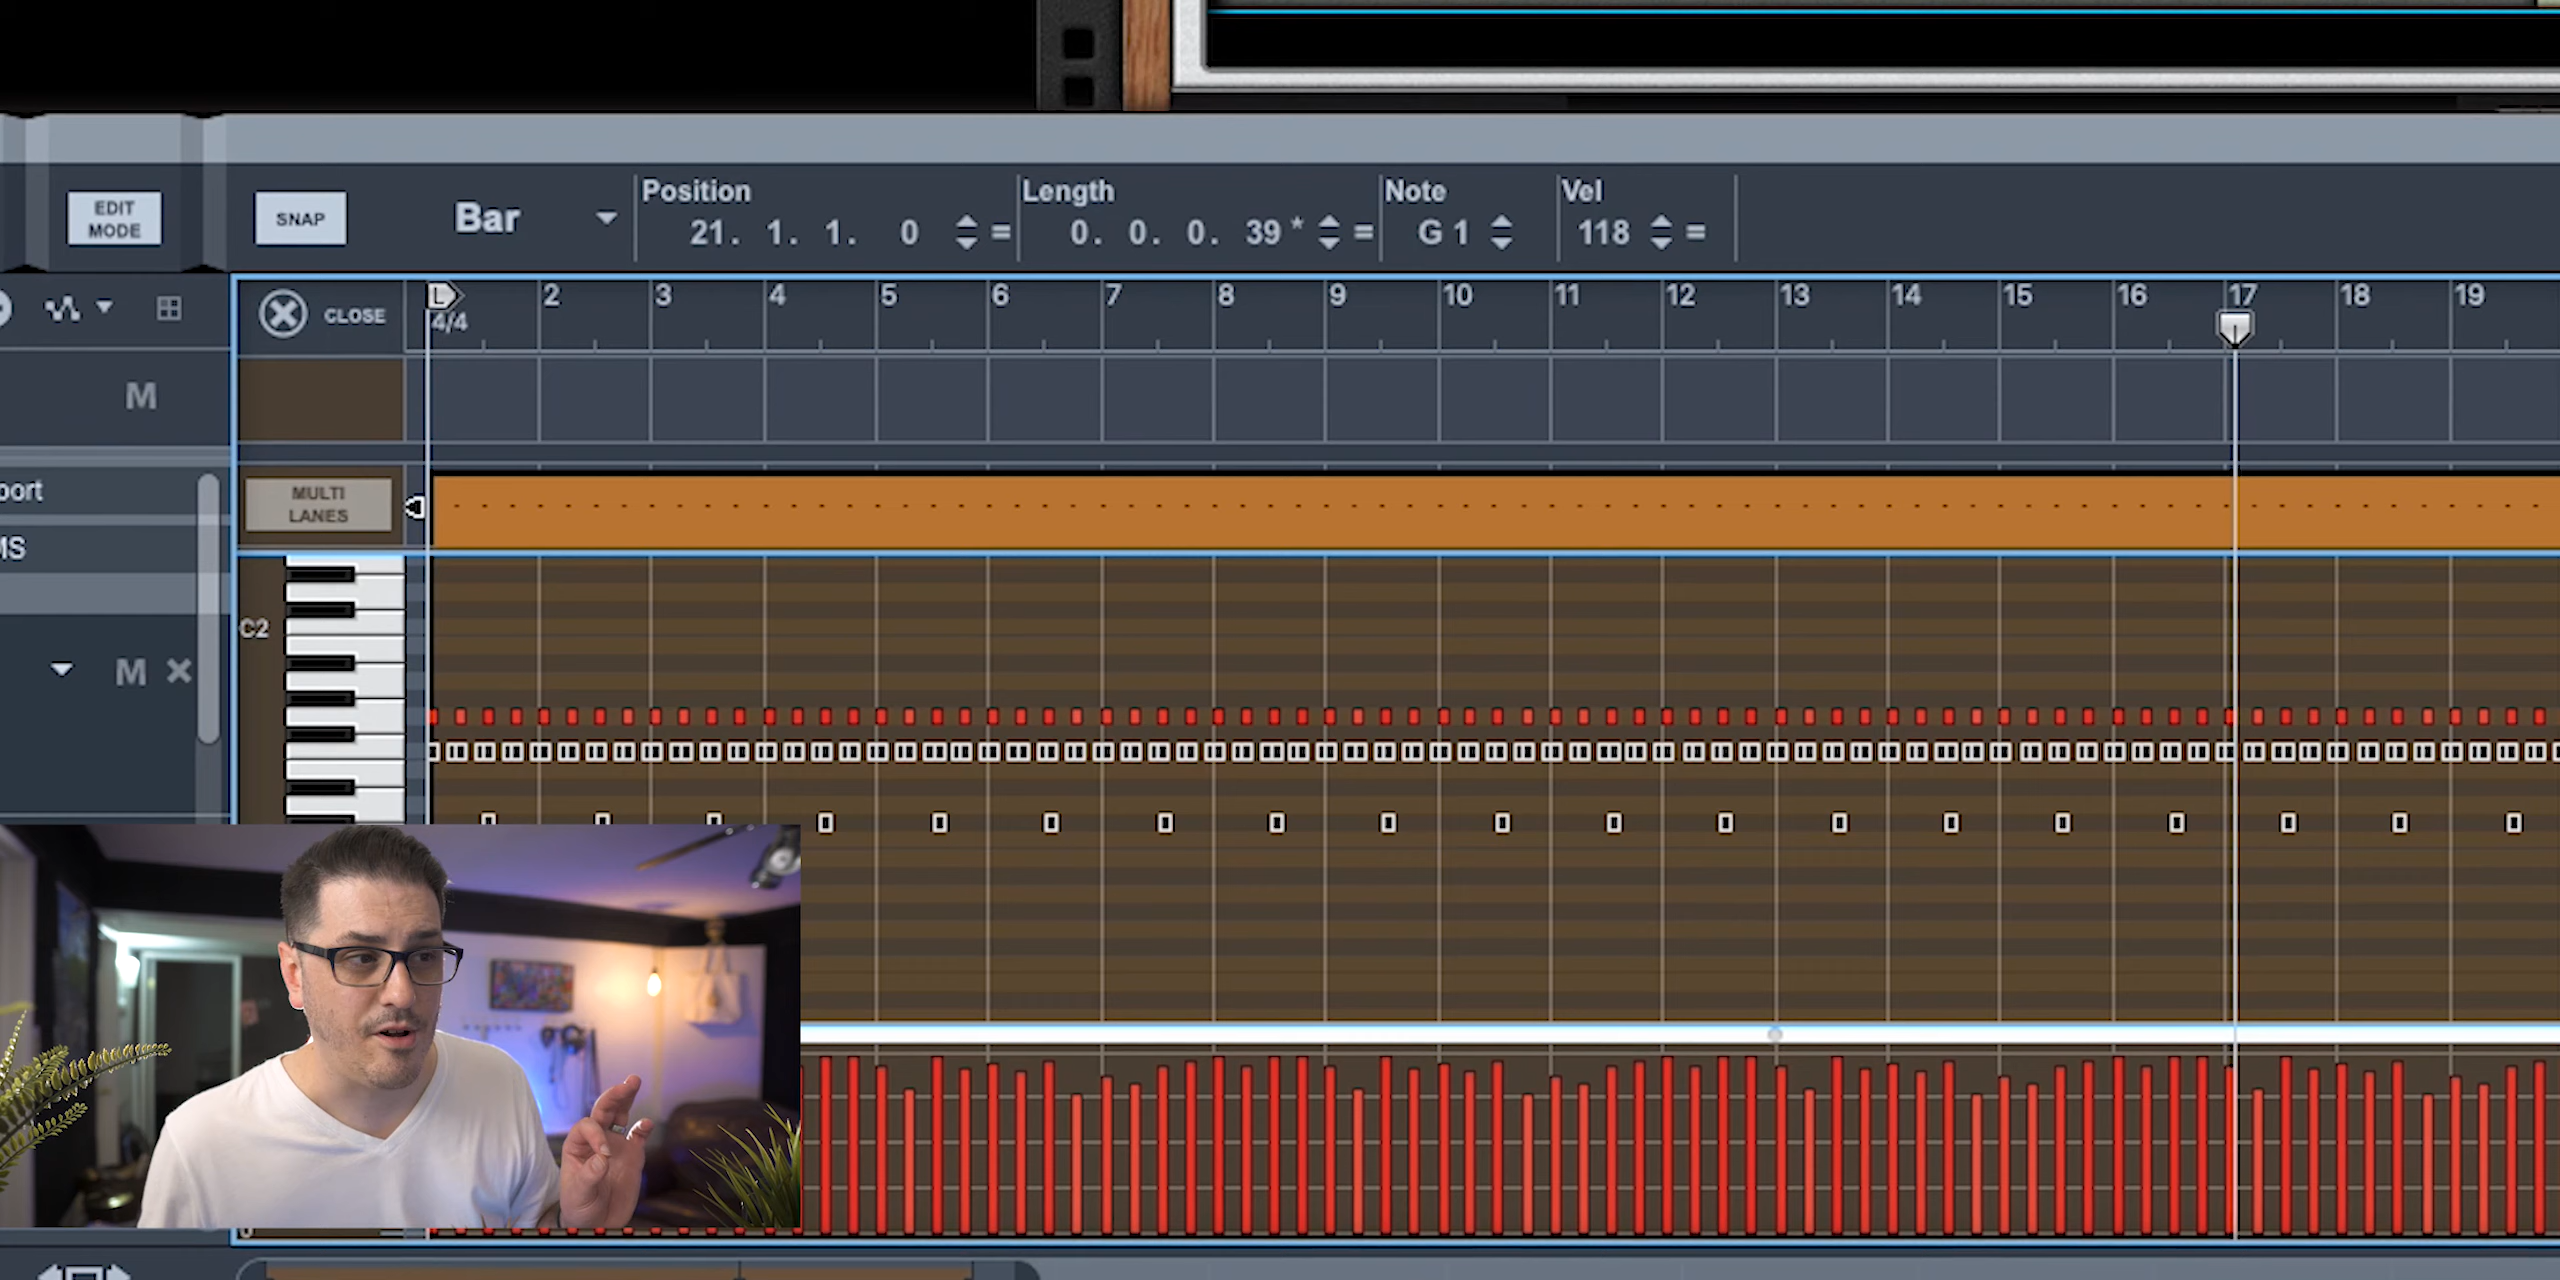 EDIT
MODE
SNAP
Bar
Position
21. 1. 1. 0
=
Length
0. 0. 0. 39 *
=
Note
G 1
Vel
118
=
CLOSE
L
2 3 4 5 6 7 8 9 10 11 12 13 14 15 16 17 18 19
4/4
M
port
MULTI
LANES
MS
C2
M